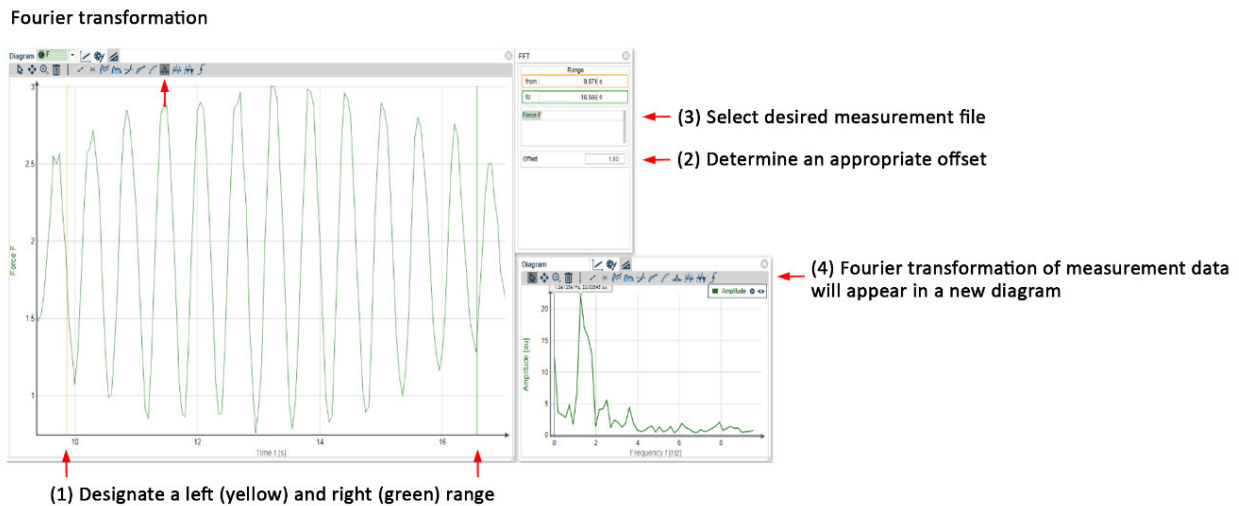 Fourier transformation
Diagram F
FFT
Range
from 9.876 s
to 16.566 s
Force F
(3) Select desired measurement file
Offset 1.80
(2) Determine an appropriate offset
3
2.5
2
1.5
1
Force F
10 12 14 16
Time t [s]
Diagram
(4) Fourier transformation of measurement data
will appear in a new diagram
Amplitude
20
15
10
5
0
Amplitude [au]
0 2 4 6 8
Frequency f [Hz]
(1) Designate a left (yellow) and right (green) range